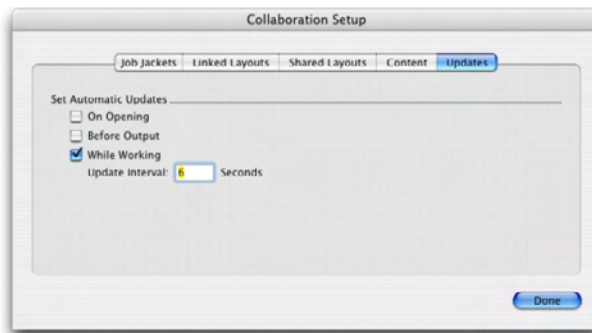 Collaboration Setup
Job Jackets Linked Layouts Shared Layouts Content Updates
Set Automatic Updates
On Opening
Before Output
While Working
Update Interval: 6 Seconds
Done